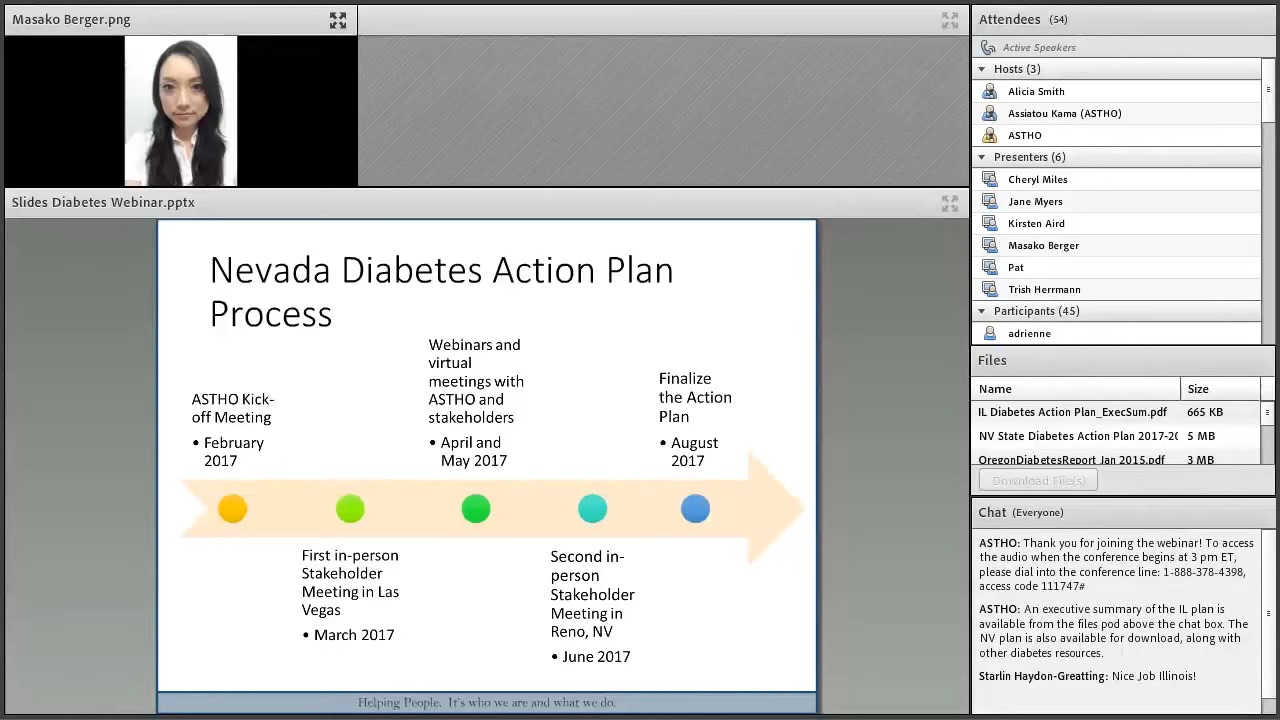 Masako Berger.png
Slides Diabetes Webinar.pptx
Nevada Diabetes Action Plan
Process
ASTHO Kick-
off Meeting
• February
2017
First in-person
Stakeholder
Meeting in Las
Vegas
• March 2017
Webinars and
virtual
meetings with
ASTHO and
stakeholders
• April and
May 2017
Second in-
person
Stakeholder
Meeting in
Reno, NV
• June 2017
Finalize
the Action
Plan
• August
2017
Helping People. It's who we are and what we do.
Attendees (54)
Active Speakers
Hosts (3)
Alicia Smith
Assiatou Kama (ASTHO)
ASTHO
Presenters (6)
Cheryl Miles
Jane Myers
Kirsten Aird
Masako Berger
Pat
Trish Herrmann
Participants (45)
adrienne
Files
Name Size
IL Diabetes Action Plan_ExecSum.pdf 665 KB
NV State Diabetes Action Plan 2017-20 5 MB
OregonDiabetesReport Jan 2015.pdf 3 MB
Download File(s)
Chat (Everyone)
ASTHO: Thank you for joining the webinar! To access
the audio when the conference begins at 3 pm ET,
please dial into the conference line: 1-888-378-4398,
access code 111747#
ASTHO: An executive summary of the IL plan is
available from the files pod above the chat box. The
NV plan is also available for download, along with
other diabetes resources.
Starlin Haydon-Greatting: Nice Job Illinois!